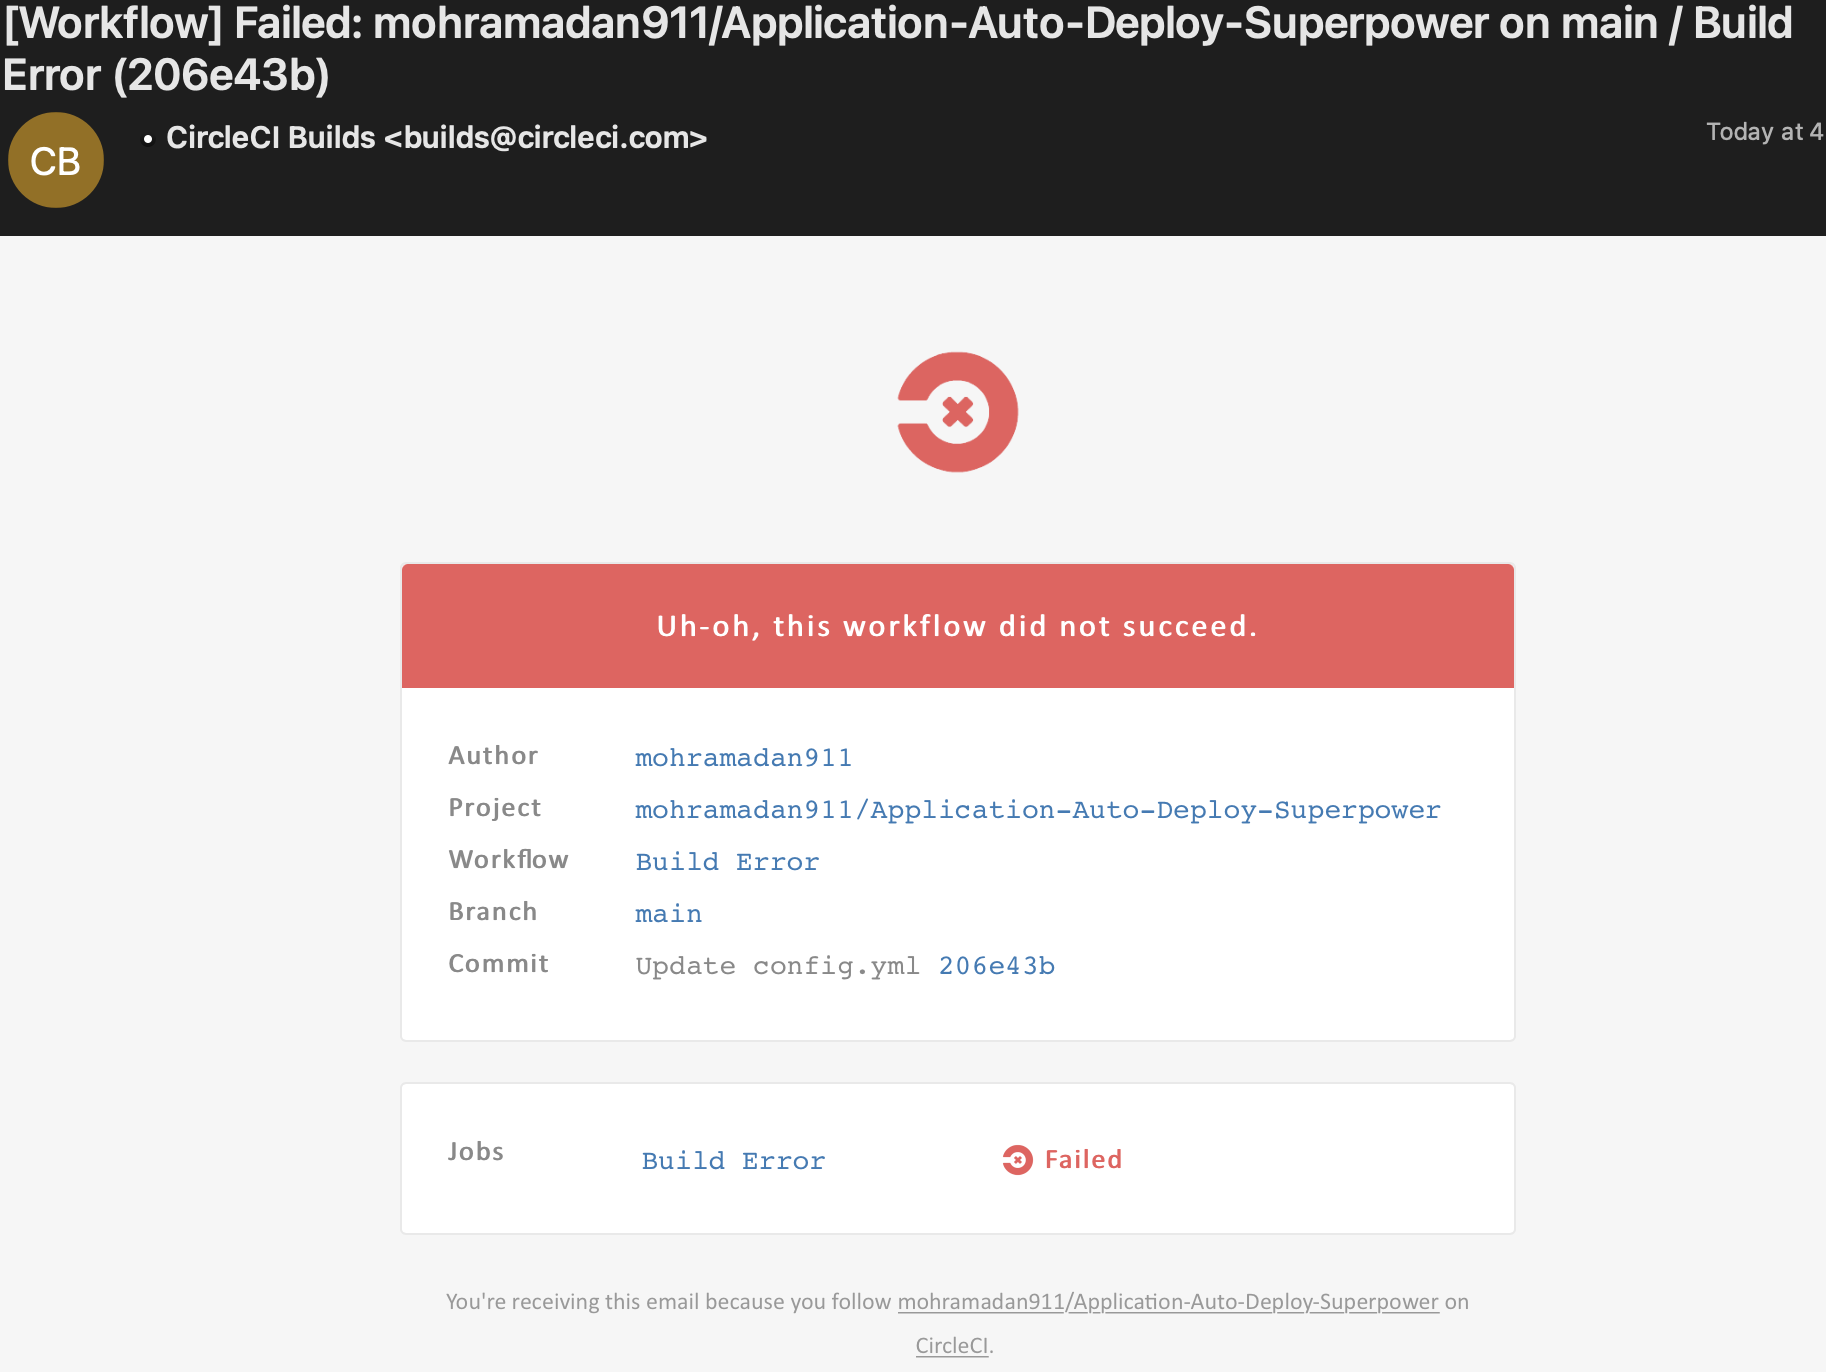 [Workflow] Failed: mohramadan911/Application-Auto-Deploy-Superpower on main / Build
Error (206e43b)
CB
• CircleCI Builds <builds@circleci.com>
Today at 4
Uh-oh, this workflow did not succeed.
Author mohramadan911
Project mohramadan911/Application-Auto-Deploy-Superpower
Workflow Build Error
Branch main
Commit Update config.yml 206e43b
Jobs Build Error Failed
You're receiving this email because you follow mohramadan911/Application-Auto-Deploy-Superpower on
CircleCI.